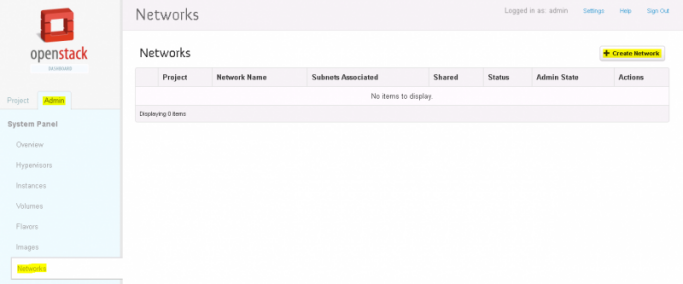 Networks
Logged in as: admin Settings Help Sign Out
openstack
DASHBOARD
Project Admin
System Panel
Overview
Hypervisors
Instances
Volumes
Flavors
Images
Networks
Networks
+ Create Network
Project Network Name Subnets Associated Shared Status Admin State Actions
No items to display.
Displaying 0 items